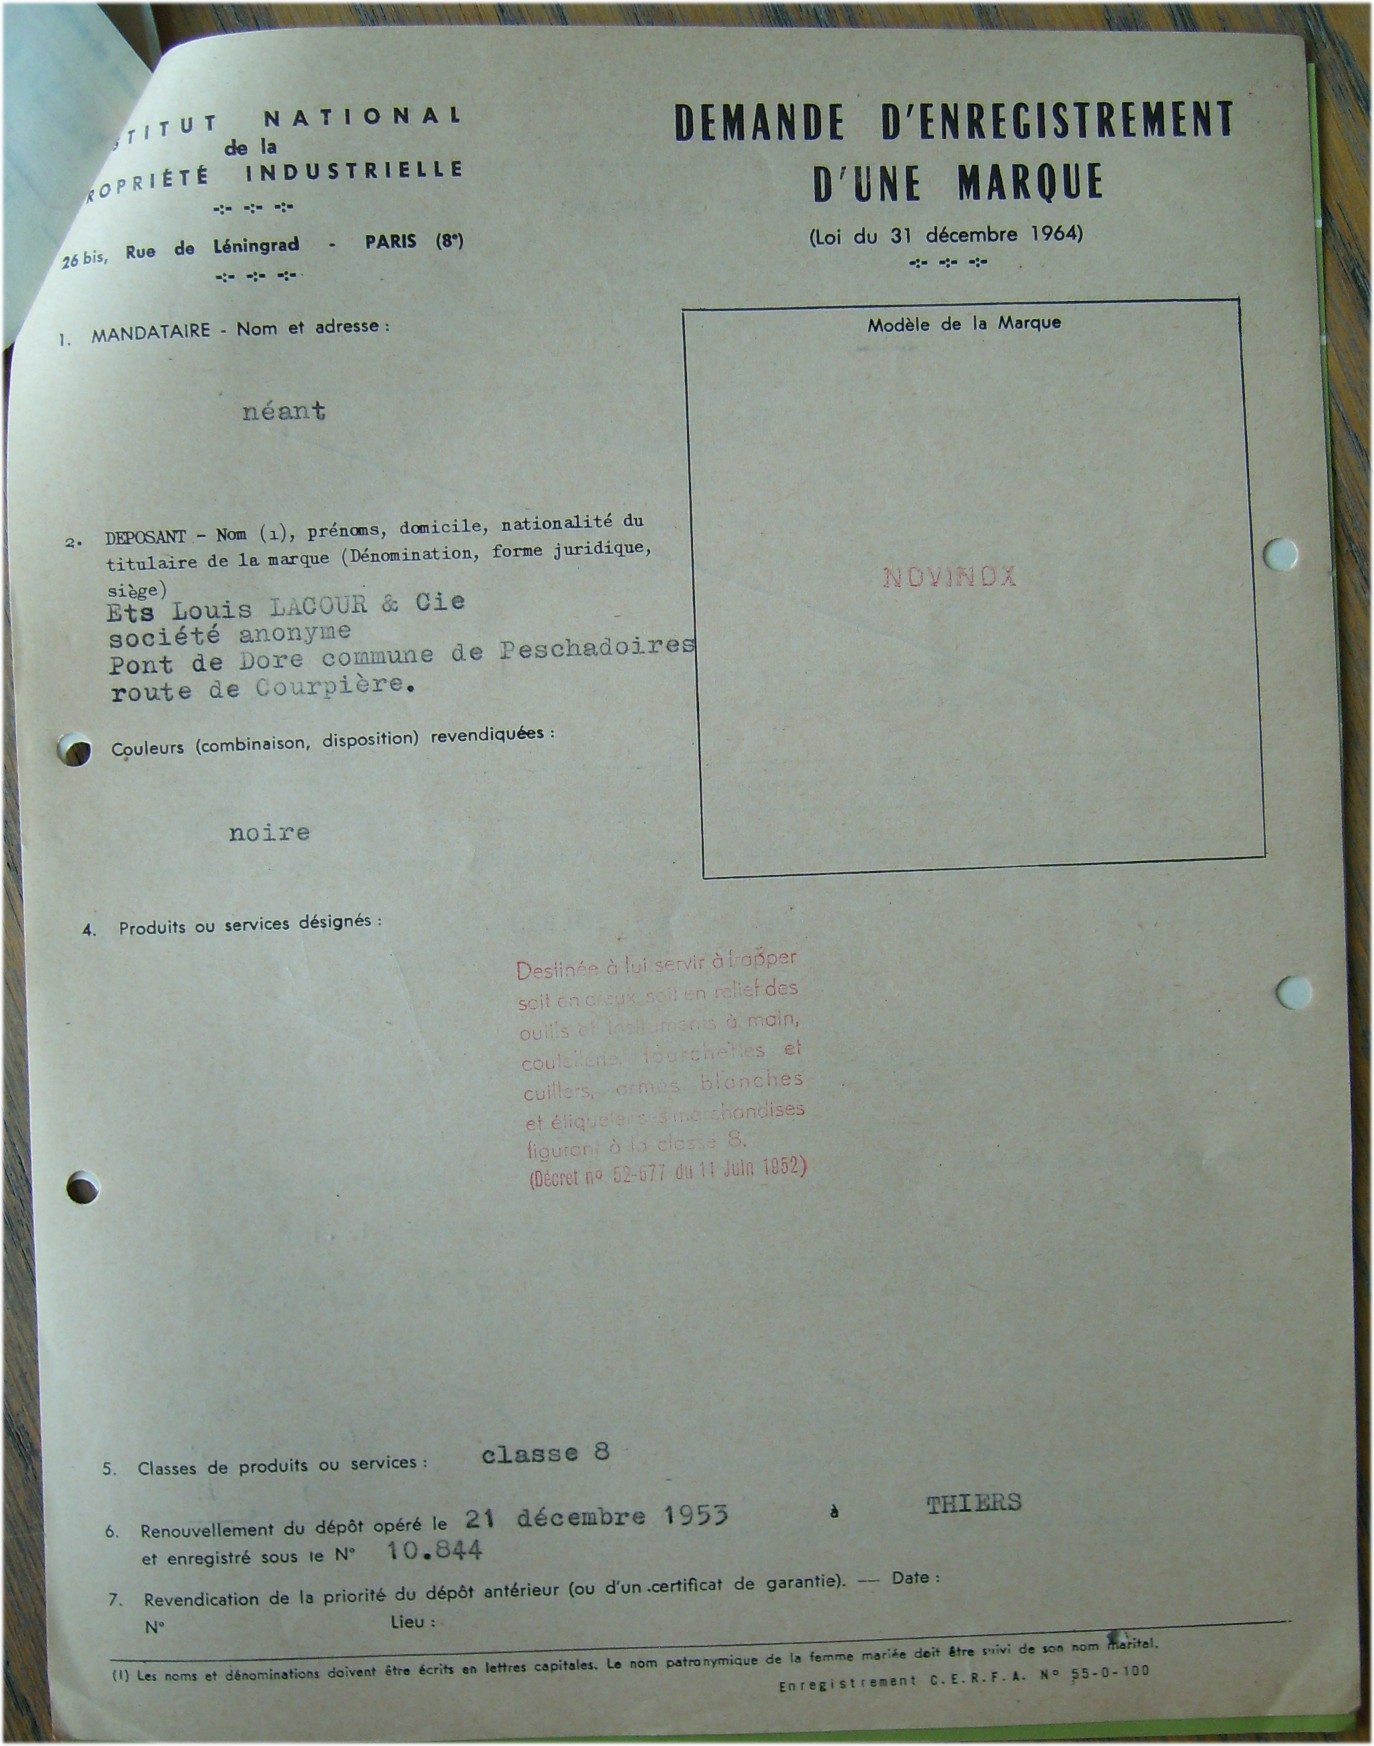 STITUT NATIONAL
de la
ROPRIÉTÉ INDUSTRIELLE
26 bis, Rue de Léningrad - PARIS (8e)
DEMANDE D'ENREGISTREMENT
D'UNE MARQUE
(Loi du 31 décembre 1964)
1. MANDATAIRE - Nom et adresse :
néant
Modèle de la Marque
NOVINOX
2. DEPOSANT - Nom (1), prénoms, domicile, nationalité du
titulaire de la marque (Dénomination, forme juridique,
siège)
Ets Louis LACOUR & Cie
société anonyme
Pont de Dore commune de Peschadoires
route de Courpière.
Couleurs (combinaison, disposition) revendiquées :
noire
4. Produits ou services désignés :
Destinée à lui servir à frapper
soit en creux soit en relief des
outils et instruments à main,
coutellerie, fourchettes et
cuillers, armes blanches
et étiqueter marchandises
figurant à la classe 8.
(Décret nº 52-677 du 11 Juin 1952)
5. Classes de produits ou services : classe 8
6. Renouvellement du dépôt opéré le 21 décembre 1953 à THIERS
et enregistré sous le N° 10.844
7. Revendication de la priorité du dépôt antérieur (ou d'un certificat de garantie). — Date :
N° Lieu :
(1) Les noms et dénominations doivent être écrits en lettres capitales. Le nom patronymique de la femme mariée doit être suivi de son nom marital.
Enregistrement C.E.R.F.A. N° 55-0-100